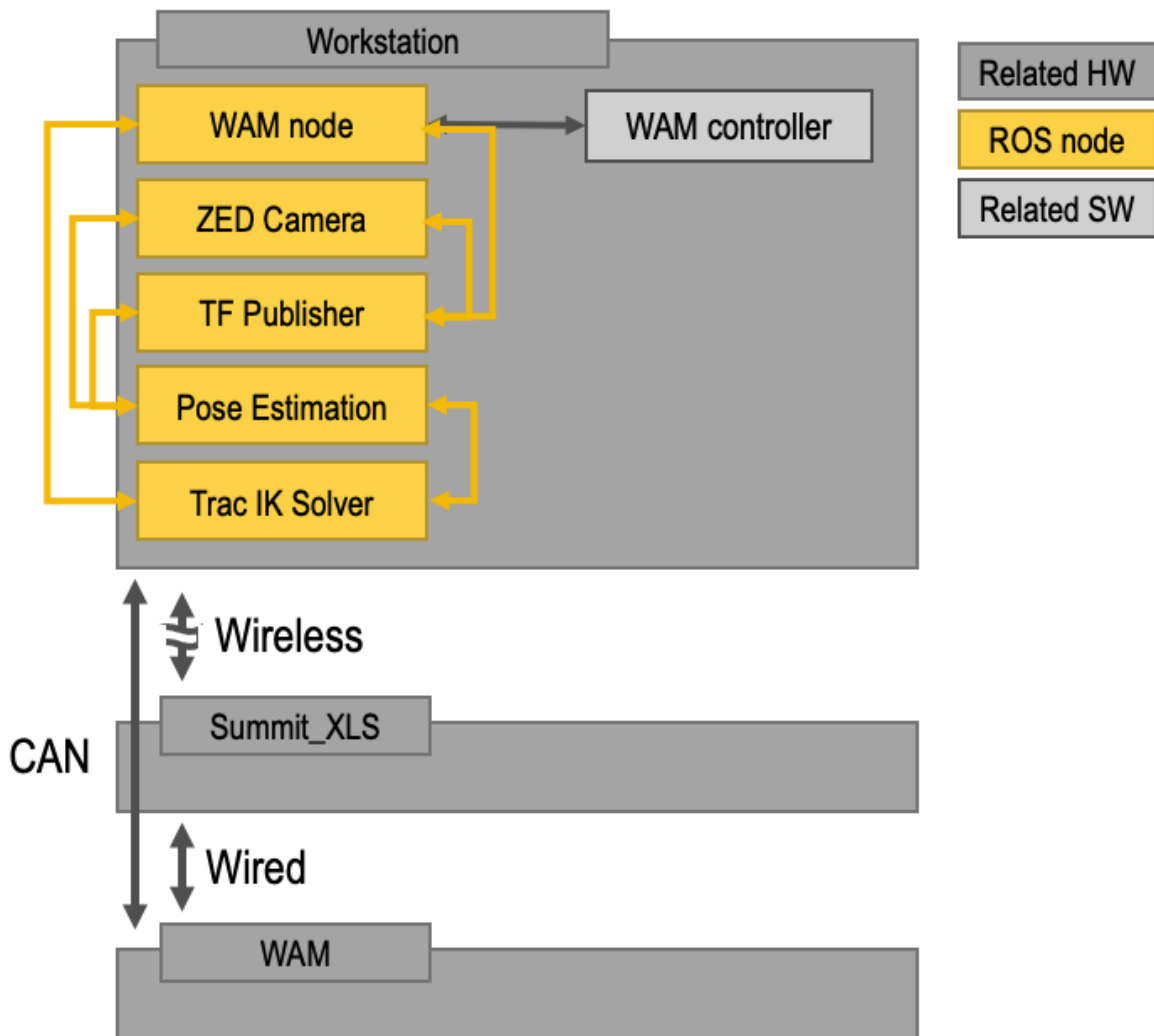 Workstation
Related HW
WAM node
WAM controller
ROS node
ZED Camera
Related SW
TF Publisher
Pose Estimation
Trac IK Solver
Wireless
Summit_XLS
CAN
Wired
WAM